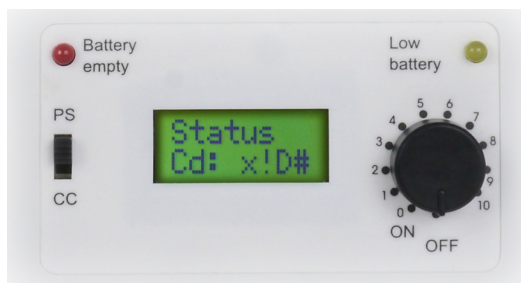 Battery
empty
Low
battery
PS
CC
Status
Cd: x!D#
0
1
2
3
4
5
6
7
8
9
10
ON
OFF